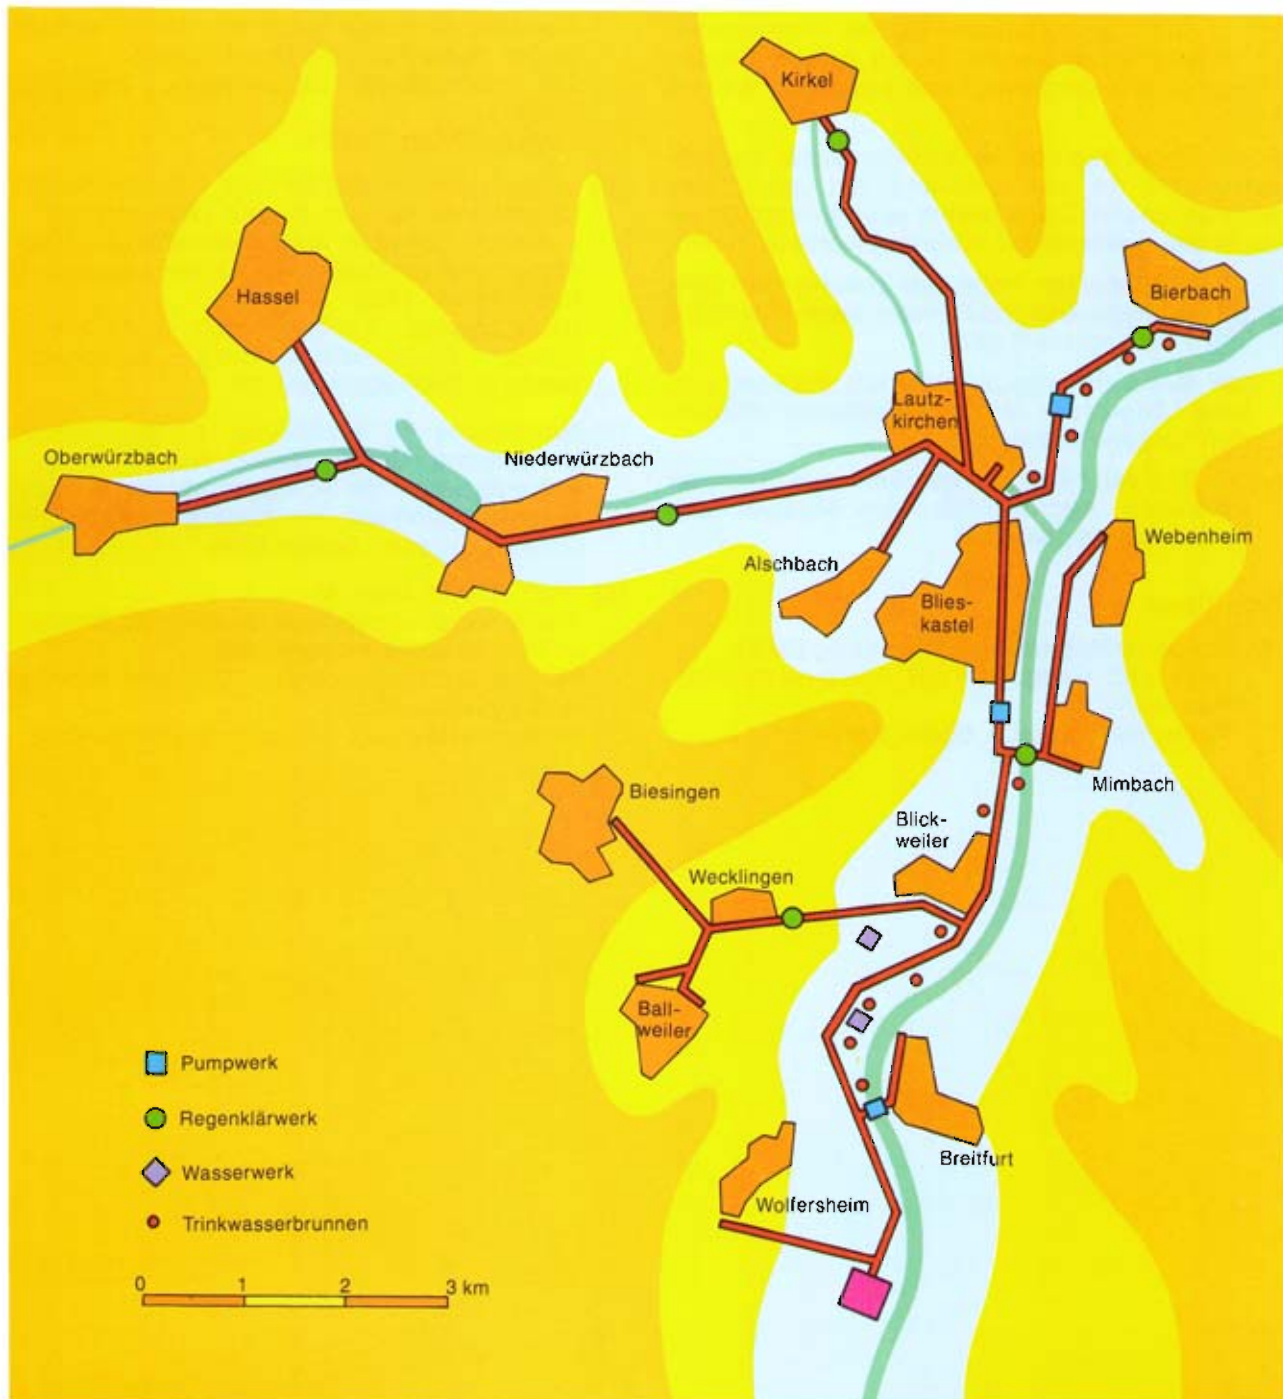 Kirkel
Bierbach
Hassel
Lautz-
kirchen
Oberwürzbach
Niederwürzbach
Webenheim
Alschbach
Blies-
kastel
Mimbach
Biesingen
Blick-
weiler
Wecklingen
Ball-
weiler
Pumpwerk
Regenklärwerk
Breitfurt
Wasserwerk
Wolfersheim
Trinkwasserbrunnen
0 1 2 3 km